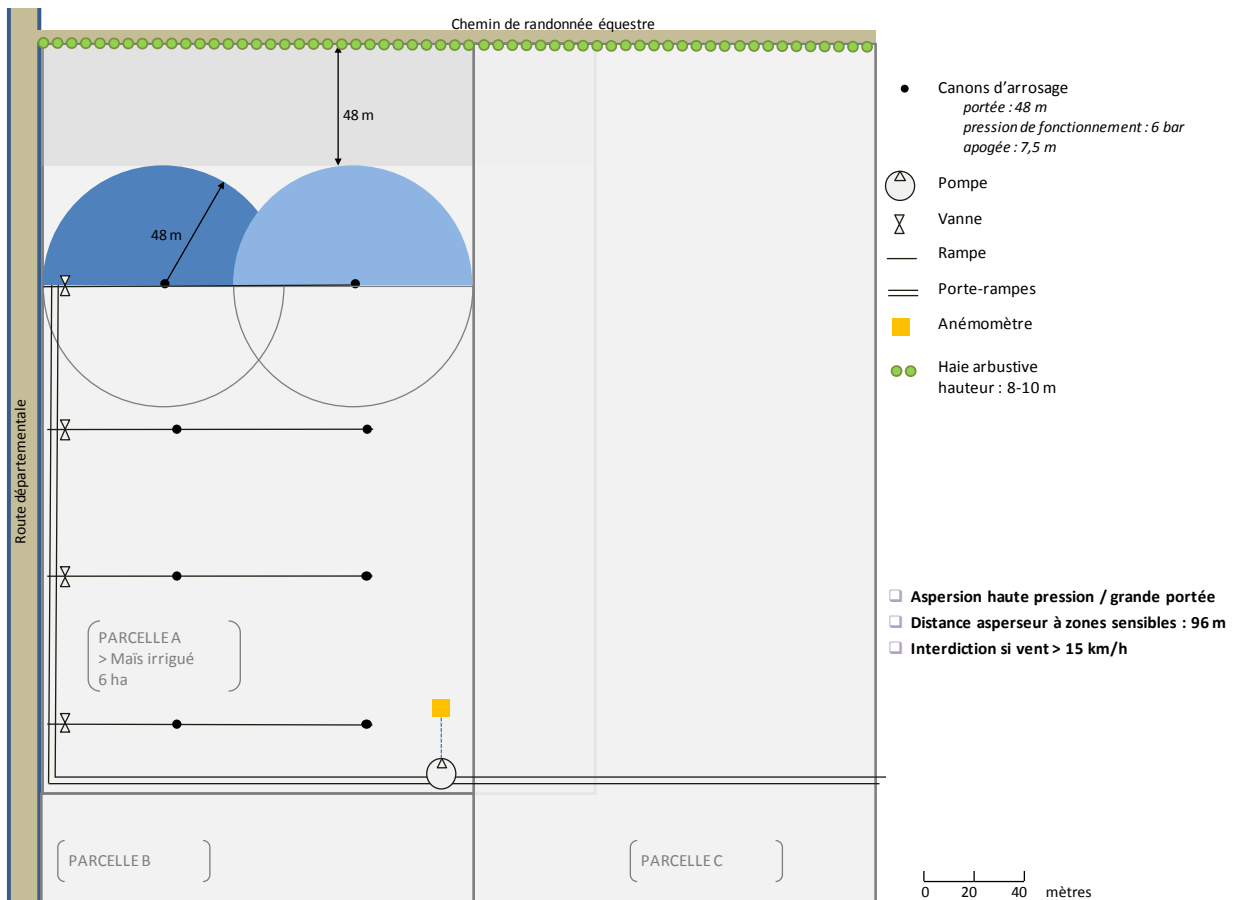 Chemin de randonnée équestre
48 m
48 m
Route départementale
PARCELLE A
> Maïs irrigué
6 ha
PARCELLE B
PARCELLE C
Canons d'arrosage
portée : 48 m
pression de fonctionnement : 6 bar
apogée : 7,5 m
Pompe
Vanne
Rampe
Porte-rampes
Anémomètre
Haie arbustive
hauteur : 8-10 m
Aspersion haute pression / grande portée
Distance asperseur à zones sensibles : 96 m
Interdiction si vent > 15 km/h
0 20 40 mètres